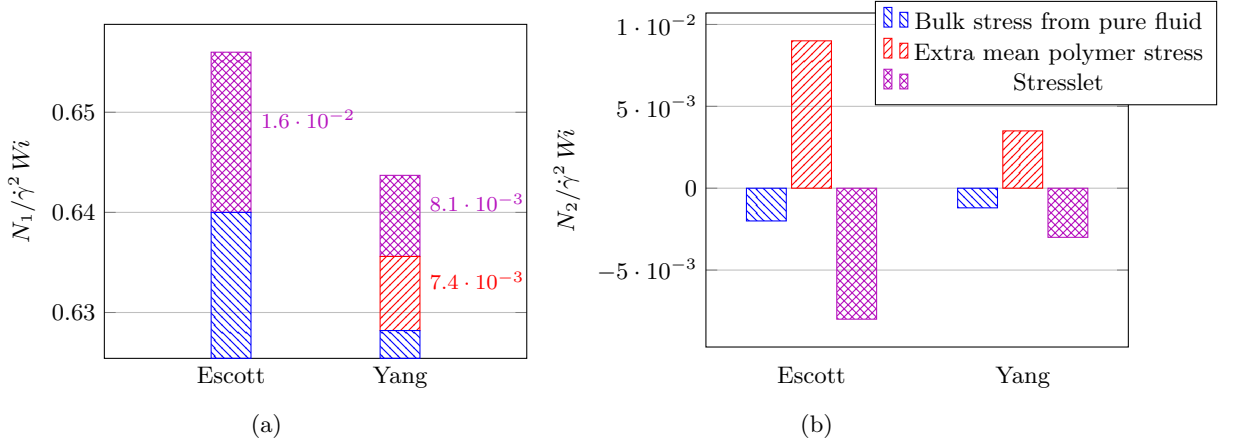 0.65
0.64
0.63
N₁/γ̇² Wi
1.6 · 10⁻²
8.1 · 10⁻³
7.4 · 10⁻³
Escott Yang
(a)
1 · 10⁻²
5 · 10⁻³
0
−5 · 10⁻³
N₂/γ̇² Wi
Bulk stress from pure fluid
Extra mean polymer stress
Stresslet
Escott Yang
(b)